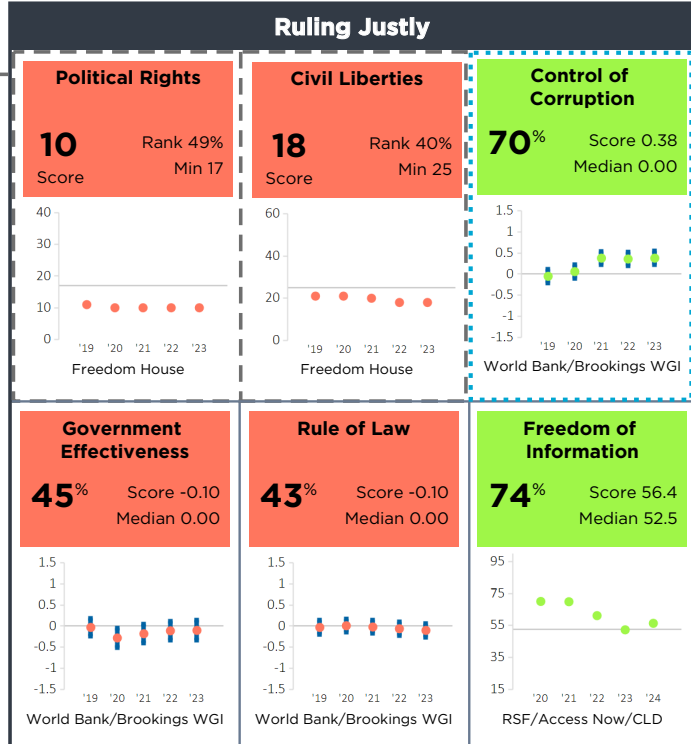 Ruling Justly
Political Rights
10
Score
Rank 49%
Min 17
40
30
20
10
0
'19 '20 '21 '22 '23
Freedom House
Civil Liberties
18
Score
Rank 40%
Min 25
60
40
20
0
'19 '20 '21 '22 '23
Freedom House
Control of
Corruption
70%
Score 0.38
Median 0.00
1.5
1
0.5
0
-0.5
-1
-1.5
'19 '20 '21 '22 '23
World Bank/Brookings WGI
Government
Effectiveness
45%
Score -0.10
Median 0.00
1.5
1
0.5
0
-0.5
-1
-1.5
'19 '20 '21 '22 '23
World Bank/Brookings WGI
Rule of Law
43%
Score -0.10
Median 0.00
1.5
1
0.5
0
-0.5
-1
-1.5
'19 '20 '21 '22 '23
World Bank/Brookings WGI
Freedom of
Information
74%
Score 56.4
Median 52.5
95
75
55
35
15
'20 '21 '22 '23 '24
RSF/Access Now/CLD